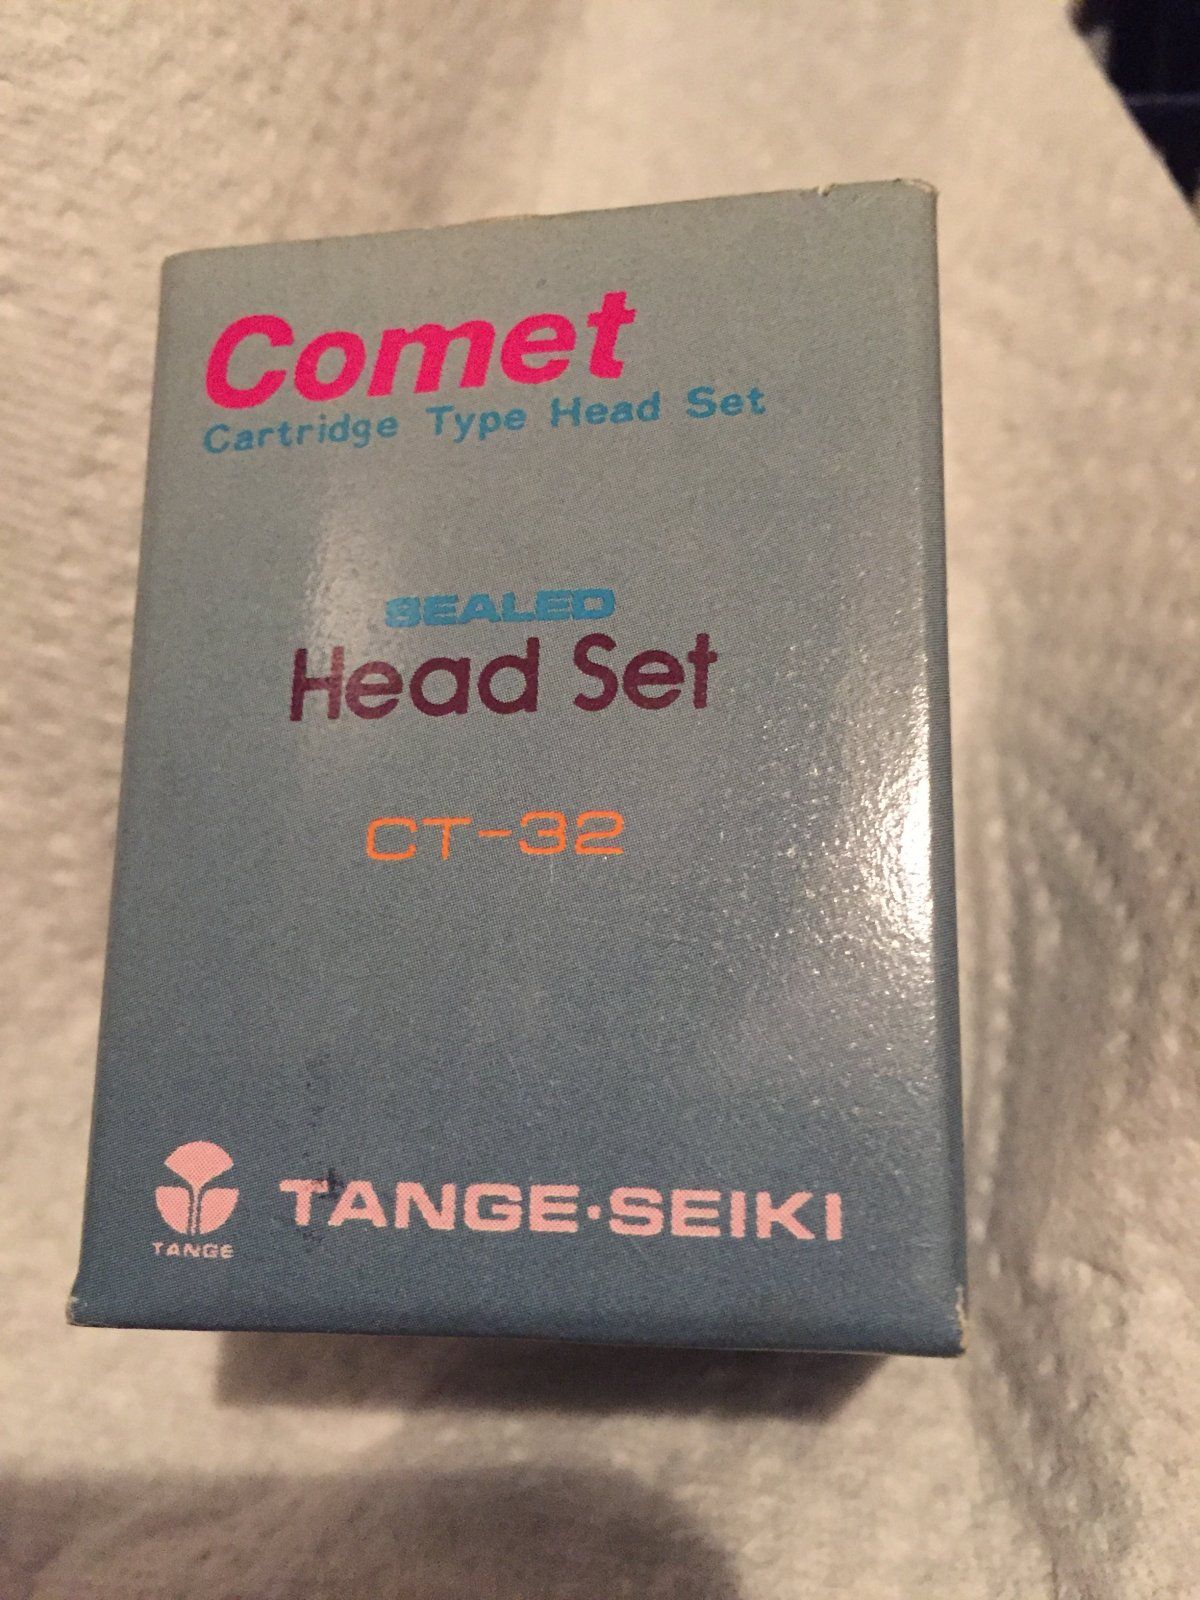 Comet
Cartridge Type Head Set
SEALED
Head Set
CT-32
TANGE
TANGE·SEIKI